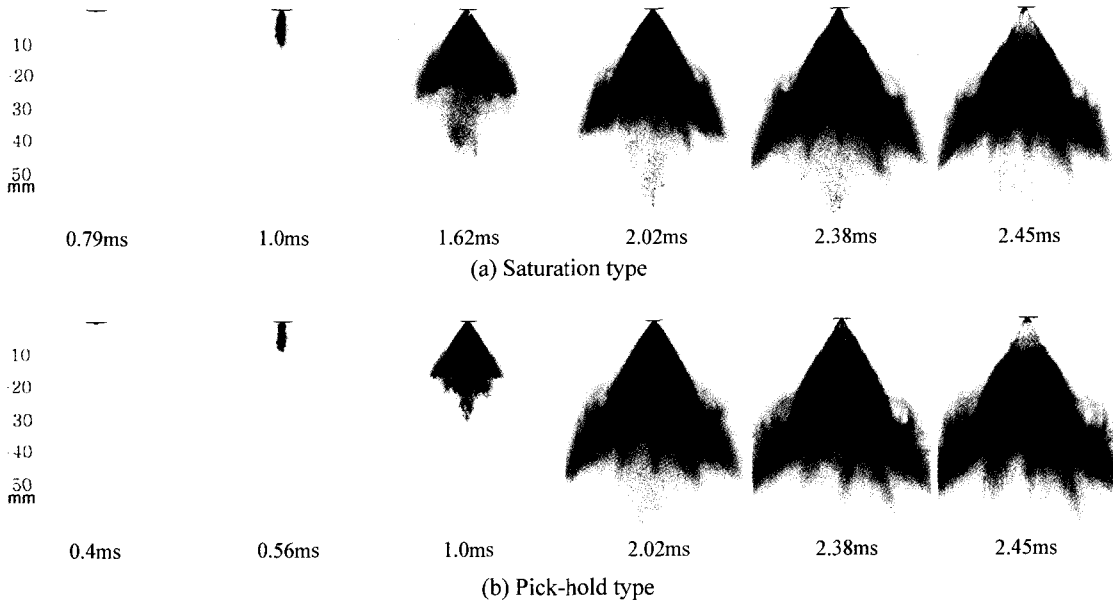 10
20
30
40
50
mm
0.79ms 1.0ms 1.62ms 2.02ms 2.38ms 2.45ms
(a) Saturation type
10
20
30
40
50
mm
0.4ms 0.56ms 1.0ms 2.02ms 2.38ms 2.45ms
(b) Pick-hold type